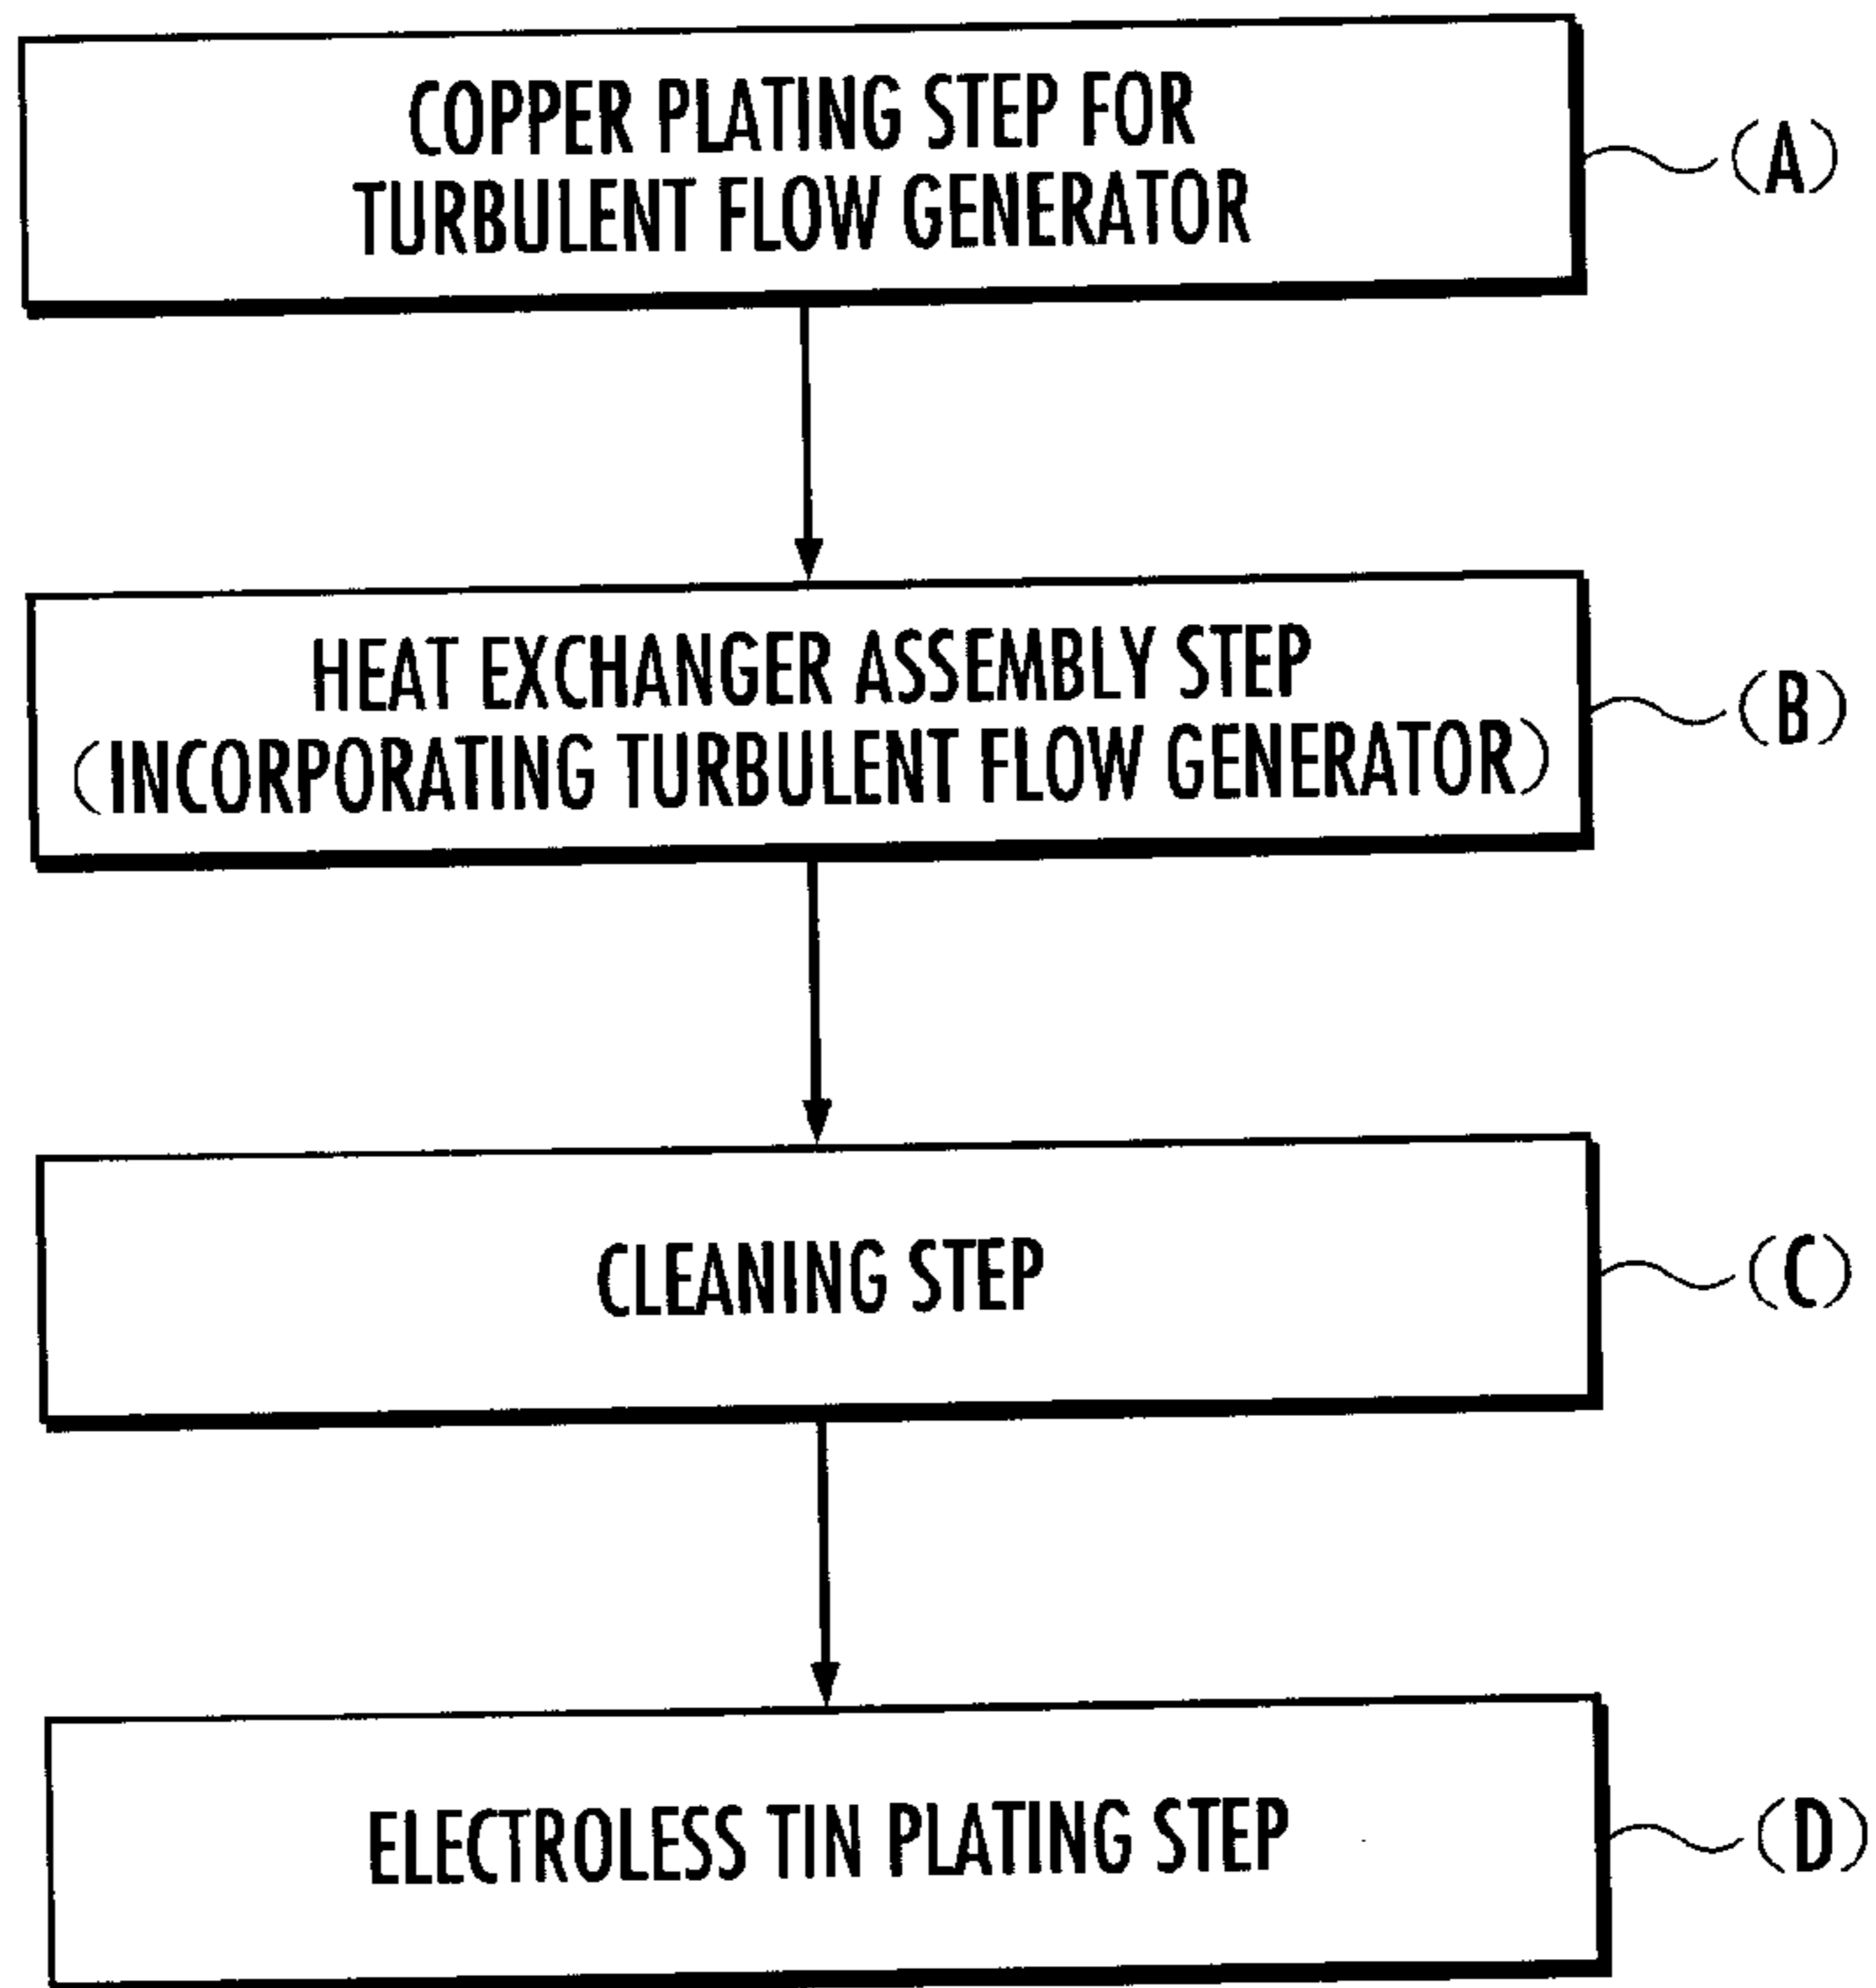 COPPER PLATING STEP FOR
TURBULENT FLOW GENERATOR
(A)
HEAT EXCHANGER ASSEMBLY STEP
(INCORPORATING TURBULENT FLOW GENERATOR)
(B)
CLEANING STEP
(C)
ELECTROLESS TIN PLATING STEP
(D)